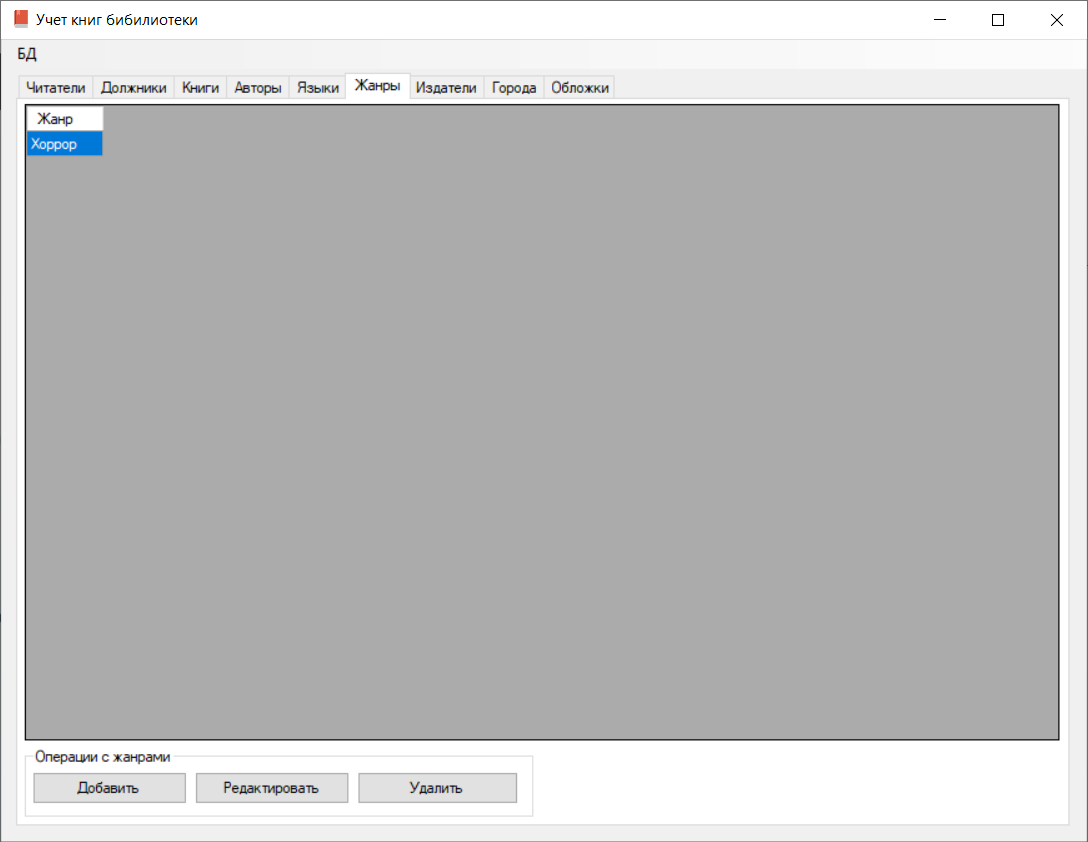 Учет книг бибилиотеки
БД
Читатели Должники Книги Авторы Языки Жанры Издатели Города Обложки
Жанр
Хоррор
Операции с жанрами
Добавить Редактировать Удалить